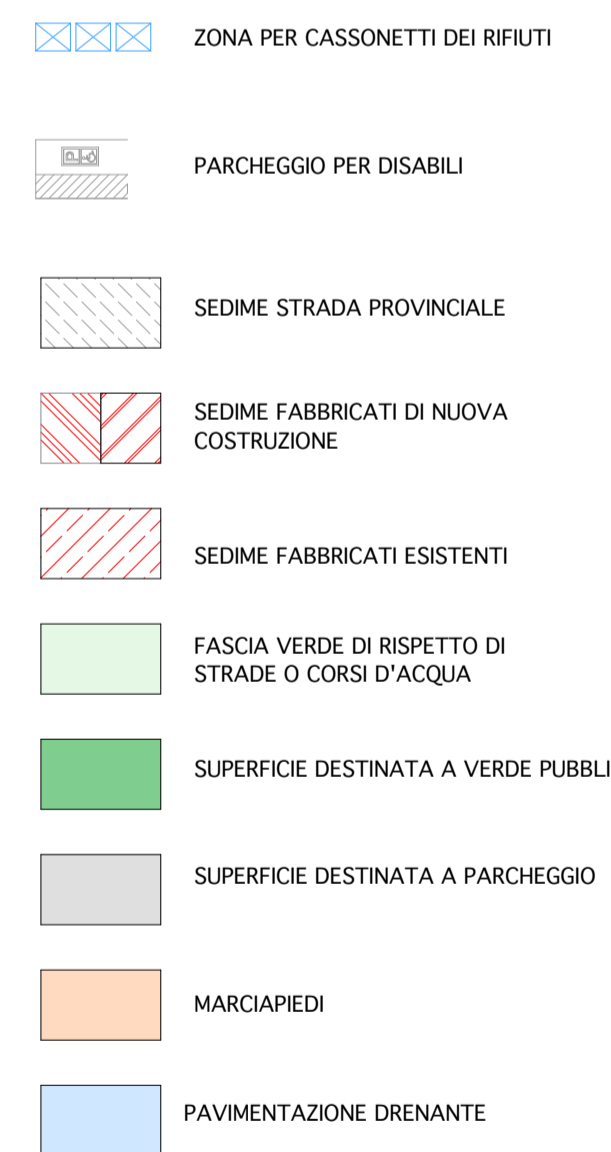 ZONA PER CASSONETTI DEI RIFIUTI
PARCHEGGIO PER DISABILI
SEDIME STRADA PROVINCIALE
SEDIME FABBRICATI DI NUOVA
COSTRUZIONE
SEDIME FABBRICATI ESISTENTI
FASCIA VERDE DI RISPETTO DI
STRADE O CORSI D'ACQUA
SUPERFICIE DESTINATA A VERDE PUBBLI
SUPERFICIE DESTINATA A PARCHEGGIO
MARCIAPIEDI
PAVIMENTAZIONE DRENANTE